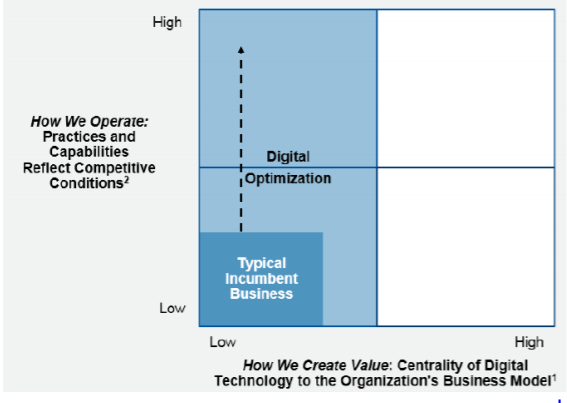 High
How We Operate:
Practices and
Capabilities
Reflect Competitive
Conditions²
Digital
Optimization
Typical
Incumbent
Business
Low
Low
High
How We Create Value: Centrality of Digital
Technology to the Organization's Business Model¹